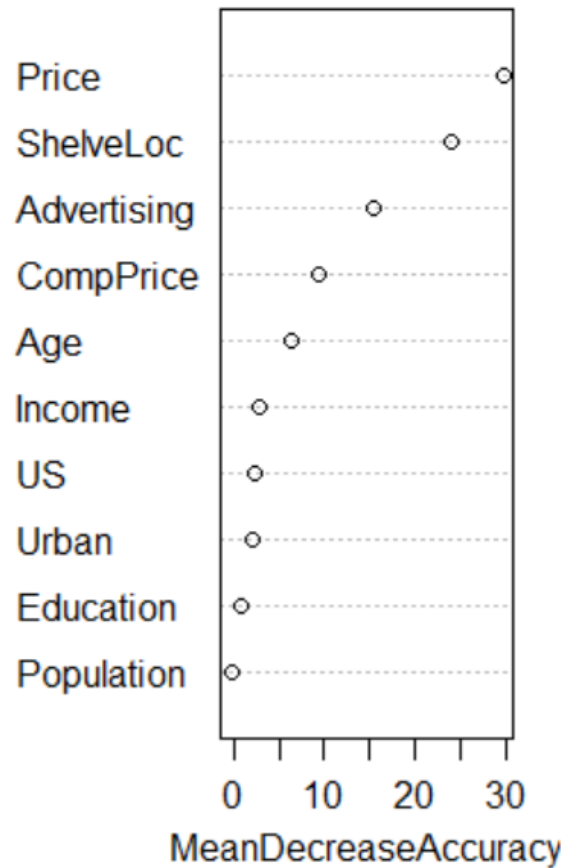 Price
ShelveLoc
Advertising
CompPrice
Age
Income
US
Urban
Education
Population
0 10 20 30
MeanDecreaseAccuracy